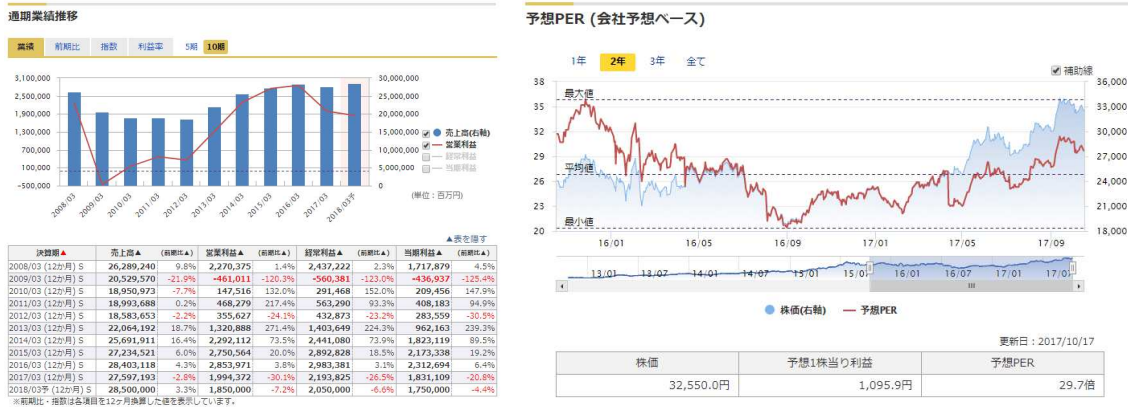 通期業績推移
業績 前期比 指数 利益率 5期 10期
3,100,000 30,000,000
2,500,000 25,000,000
1,900,000 20,000,000
1,300,000 15,000,000
700,000 10,000,000
100,000 5,000,000
-500,000 0
売上高(右軸)
営業利益
経常利益
当期利益
(単位：百万円)
2008/03 2009/03 2010/03 2011/03 2012/03 2013/03 2014/03 2015/03 2016/03 2017/03 2018/03予
▲表を隠す
決算期▲ 売上高▲ (前期比▲) 営業利益▲ (前期比▲) 経常利益▲ (前期比▲) 当期利益▲ (前期比▲)
2008/03 (12か月) S 26,289,240 9.8% 2,270,375 1.4% 2,437,222 2.3% 1,717,879 4.5%
2009/03 (12か月) S 20,529,570 -21.9% -461,011 -120.3% -560,381 -123.0% -436,937 -125.4%
2010/03 (12か月) S 18,950,973 -7.7% 147,516 132.0% 291,468 152.0% 209,456 147.9%
2011/03 (12か月) S 18,993,688 0.2% 468,279 217.4% 563,290 93.3% 408,183 94.9%
2012/03 (12か月) S 18,583,653 -2.2% 355,627 -24.1% 432,873 -23.2% 283,559 -30.5%
2013/03 (12か月) S 22,064,192 18.7% 1,320,888 271.4% 1,403,649 224.3% 962,163 239.3%
2014/03 (12か月) S 25,691,911 16.4% 2,292,112 73.5% 2,441,080 73.9% 1,823,119 89.5%
2015/03 (12か月) S 27,234,521 6.0% 2,750,564 20.0% 2,892,828 18.5% 2,173,338 19.2%
2016/03 (12か月) S 28,403,118 4.3% 2,853,971 3.8% 2,983,381 3.1% 2,312,694 6.4%
2017/03 (12か月) S 27,597,193 -2.8% 1,994,372 -30.1% 2,193,825 -26.5% 1,831,109 -20.8%
2018/03予 (12か月) S 28,500,000 3.3% 1,850,000 -7.2% 2,050,000 -6.6% 1,750,000 -4.4%
※前期比・指数は各項目を12ヶ月換算した値を表示しています。
予想PER (会社予想ベース)
1年 2年 3年 全て
補助線
38 36,000
35 33,000
32 30,000
29 27,000
26 24,000
23 21,000
20 18,000
最大値
平均値
最小値
16/01 16/05 16/09 17/01 17/05 17/09
13/01 13/07 14/01 14/07 15/01 15/07 16/01 16/07 17/01 17/07
株価(右軸) 予想PER
更新日：2017/10/17
株価 予想1株当り利益 予想PER
32,550.0円 1,095.9円 29.7倍